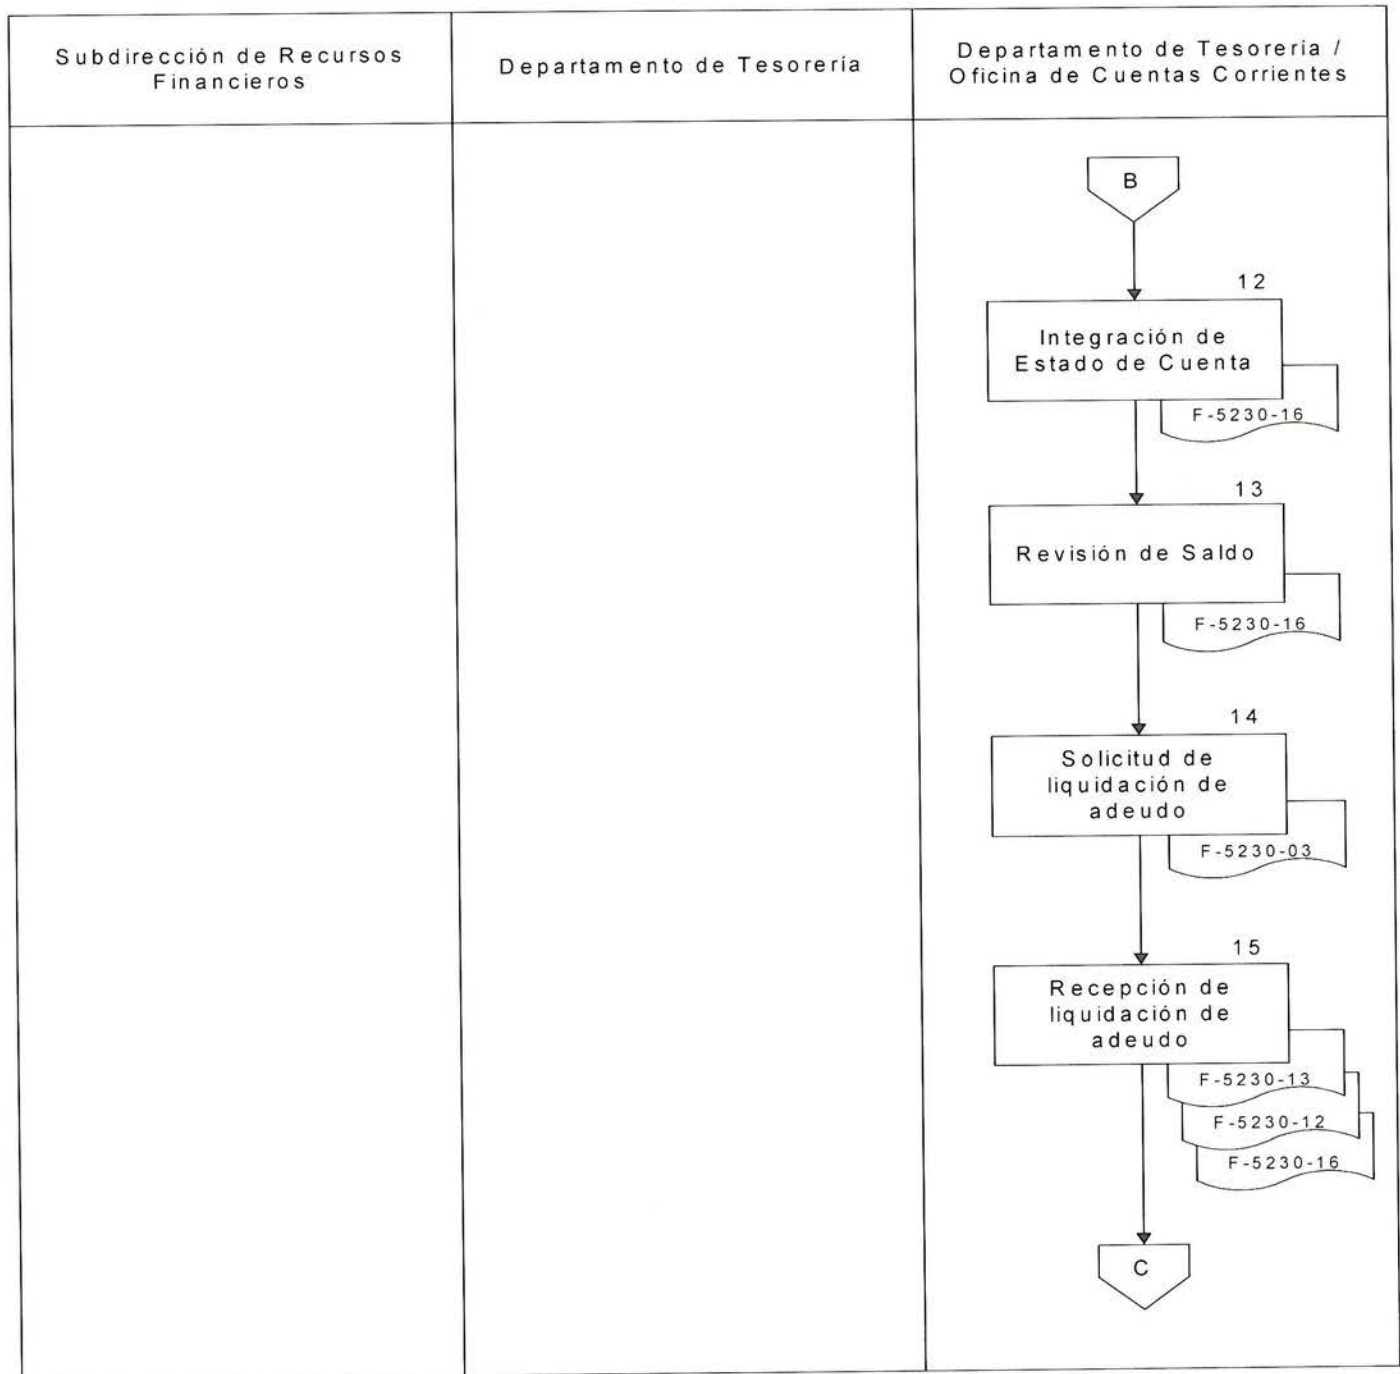 Subdirección de Recursos
Financieros
Departamento de Tesorería
Departamento de Tesorería /
Oficina de Cuentas Corrientes
B
12
Integración de
Estado de Cuenta
F-5230-16
13
Revisión de Saldo
F-5230-16
14
Solicitud de
liquidación de
adeudo
F-5230-03
15
Recepción de
liquidación de
adeudo
F-5230-13
F-5230-12
F-5230-16
C